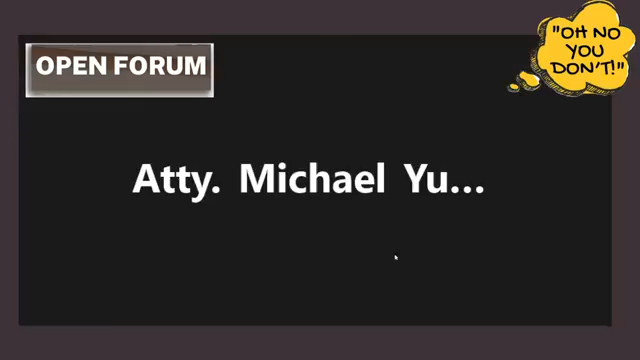 "OH NO
YOU
DON'T!"
OPEN FORUM
Atty. Michael Yu...